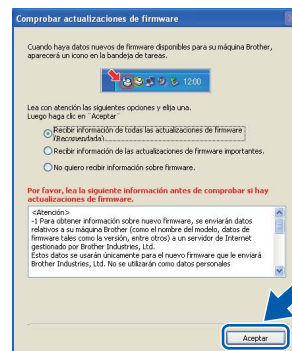 Comprobar actualizaciones de firmware
Cuando haya datos nuevos de firmware disponibles para su máquina Brother,
aparecerá un icono en la bandeja de tareas.
12:00
Lea con atención las siguientes opciones y elija una.
Luego haga clic en ¨Aceptar¨
Recibir información de todas las actualizaciones de firmware
(Recomendada)
Recibir información de las actualizaciones de firmware importantes.
No quiero recibir información sobre firmware.
Por favor, lea la siguiente información antes de comprobar si hay
actualizaciones de firmware.
<Atención>
-1 Para obtener información sobre nuevo firmware, se enviarán datos
relativos a su máquina Brother (como el nombre del modelo, datos de
firmware tales como la versión, entre otros) a un servidor de Internet
gestionado por Brother Industries, Ltd.
Estos datos se usarán únicamente para el nuevo firmware que le enviará
Brother Industries, Ltd. No se utilizarán como datos personales
Aceptar